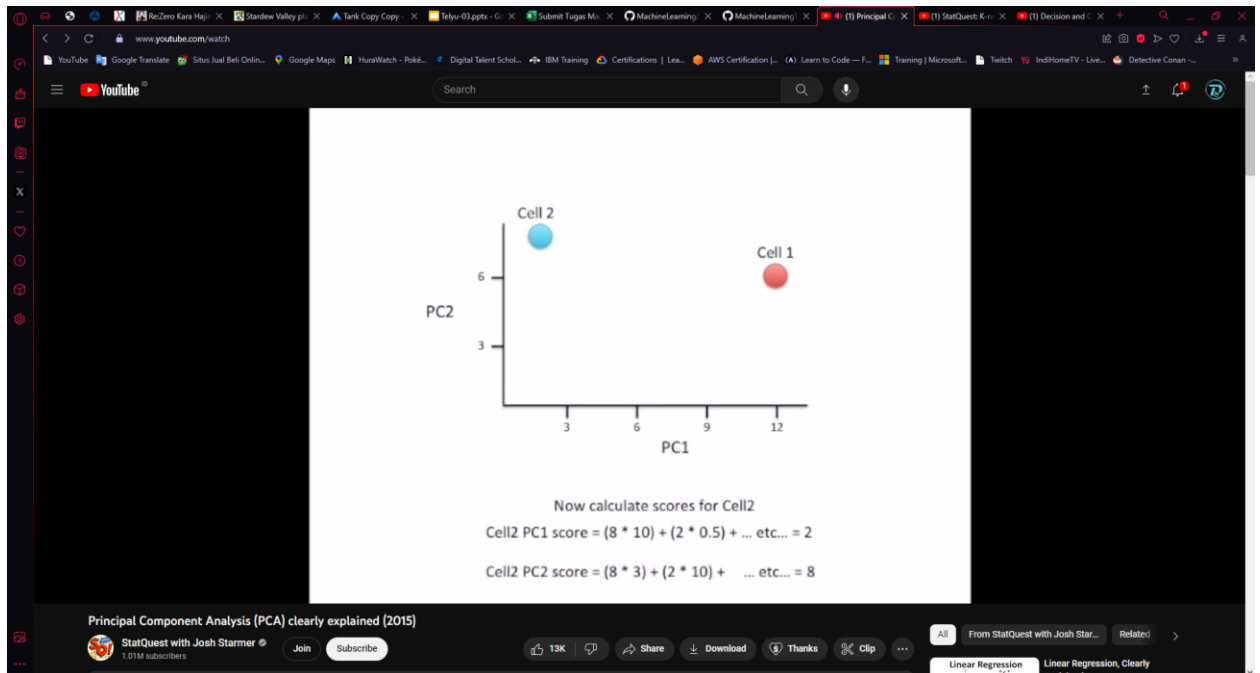 Re:Zero Kara Haji
Stardew Valley pl
Tank Copy Copy -
Telyu-03.pptx - G
Submit Tugas Ma
MachineLearning
MachineLearning
(1) Principal C
(1) StatQuest: K-n
(1) Decision and C
www.youtube.com/watch
YouTube
Google Translate
Situs Jual Beli Onlin...
Google Maps
HuraWatch - Poké...
Digital Talent Schol...
IBM Training
Certifications | Lea...
AWS Certification |...
(A) Learn to Code — F...
Training | Microsoft...
Twitch
IndiHomeTV - Live...
Detective Conan -...
YouTube ID
Search
1
Cell 2
Cell 1
6
PC2
3
3 6 9 12
PC1
Now calculate scores for Cell2
Cell2 PC1 score = (8 * 10) + (2 * 0.5) + ... etc... = 2
Cell2 PC2 score = (8 * 3) + (2 * 10) + ... etc... = 8
Principal Component Analysis (PCA) clearly explained (2015)
StatQuest with Josh Starmer
1.01M subscribers
Join
Subscribe
13K
Share
Download
Thanks
Clip
All
From StatQuest with Josh Star...
Related
Linear Regression
Linear Regression, Clearly